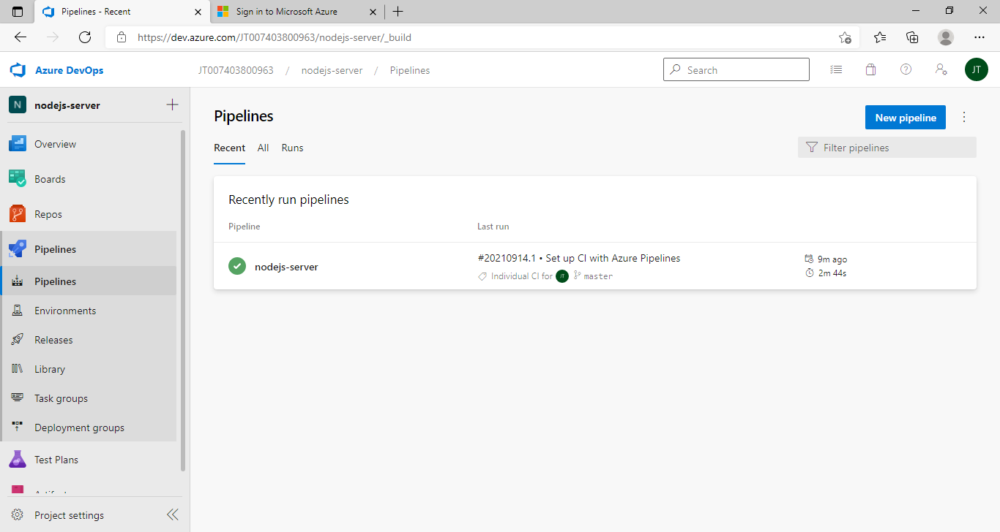 Pipelines - Recent
Sign in to Microsoft Azure
https://dev.azure.com/JT007403800963/nodejs-server/_build
Azure DevOps
JT007403800963 / nodejs-server / Pipelines
Search
JT
N nodejs-server
Overview
Boards
Repos
Pipelines
Pipelines
Environments
Releases
Library
Task groups
Deployment groups
Test Plans
Project settings
Pipelines
New pipeline
Recent All Runs
Filter pipelines
Recently run pipelines
Pipeline Last run
nodejs-server
#20210914.1 • Set up CI with Azure Pipelines
Individual CI for JT master
9m ago
2m 44s